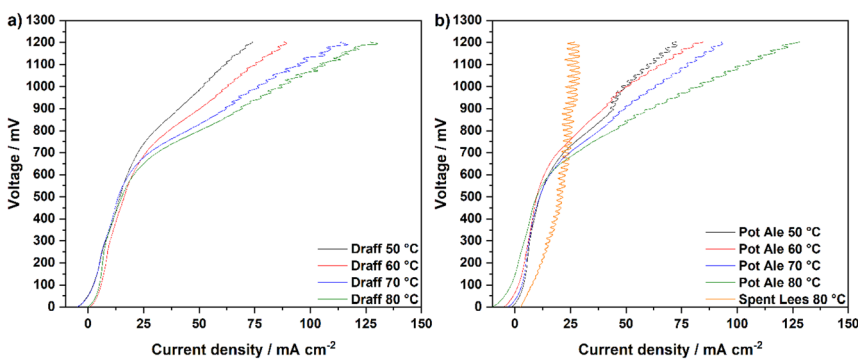 a)
1300
1200
1100
1000
900
800
700
600
500
400
300
200
100
0
Voltage / mV
Draff 50 °C
Draff 60 °C
Draff 70 °C
Draff 80 °C
0 25 50 75 100 125 150
Current density / mA cm⁻²
b)
1300
1200
1100
1000
900
800
700
600
500
400
300
200
100
0
Voltage / mV
Pot Ale 50 °C
Pot Ale 60 °C
Pot Ale 70 °C
Pot Ale 80 °C
Spent Lees 80 °C
0 25 50 75 100 125 150
Current density / mA cm⁻²